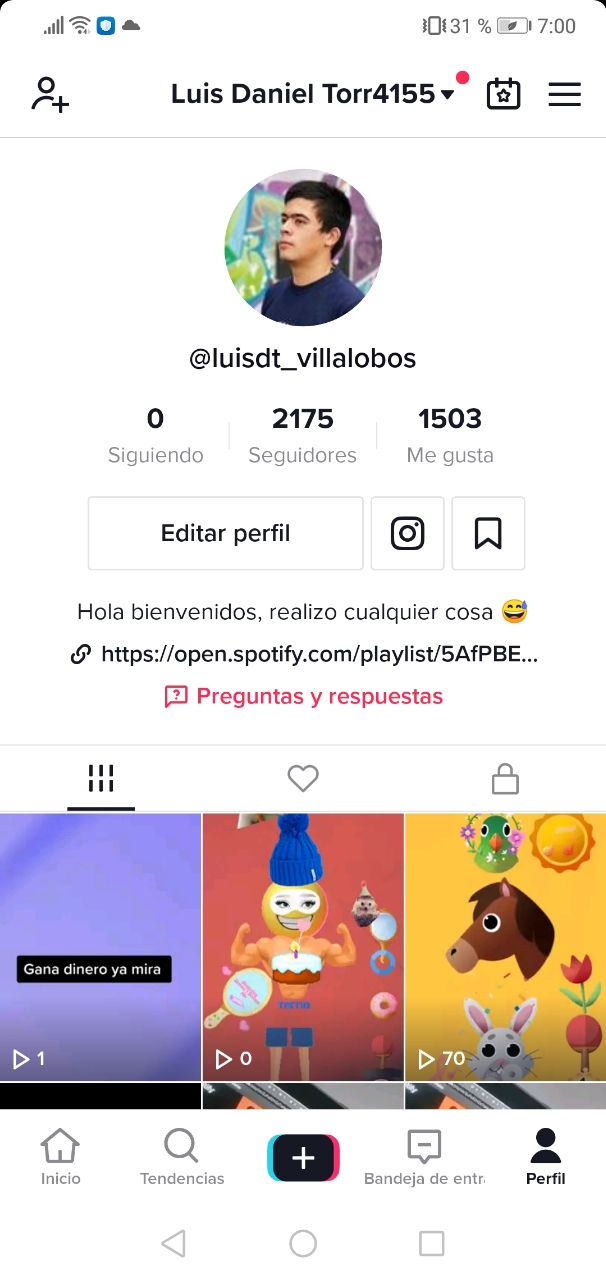 31 % 7:00
Luis Daniel Torr4155
@luisdt_villalobos
0 2175 1503
Siguiendo Seguidores Me gusta
Editar perfil
Hola bienvenidos, realizo cualquier cosa 😅
https://open.spotify.com/playlist/5AfPBE...
Preguntas y respuestas
Gana dinero ya mira
1 0 70
Inicio Tendencias Bandeja de entr Perfil